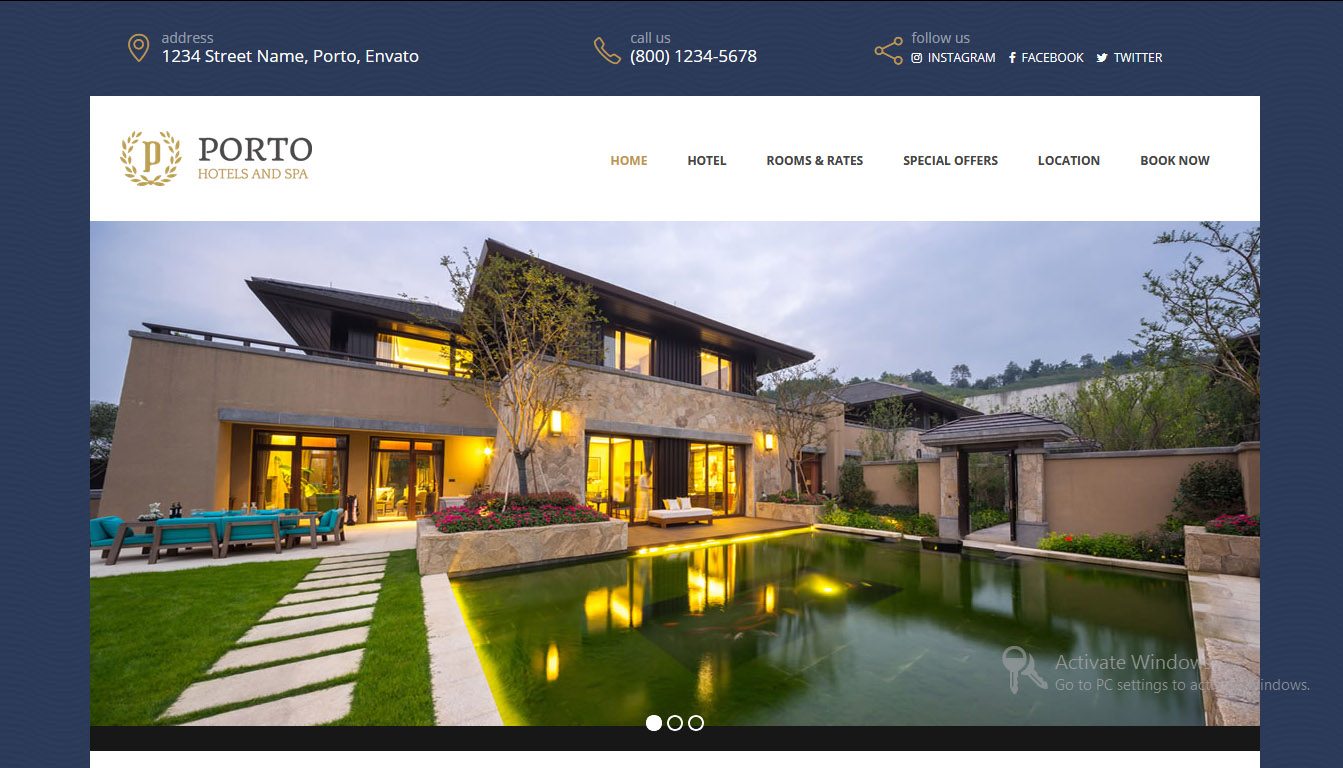 address
1234 Street Name, Porto, Envato
call us
(800) 1234-5678
follow us
INSTAGRAM FACEBOOK TWITTER
p
PORTO
HOTELS AND SPA
HOME HOTEL ROOMS & RATES SPECIAL OFFERS LOCATION BOOK NOW
Activate Windows
Go to PC settings to activate Windows.